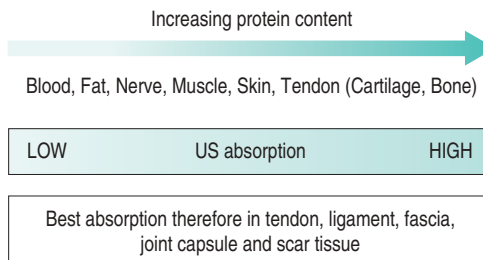 Increasing protein content
Blood, Fat, Nerve, Muscle, Skin, Tendon (Cartilage, Bone)
LOW US absorption HIGH
Best absorption therefore in tendon, ligament, fascia,
joint capsule and scar tissue